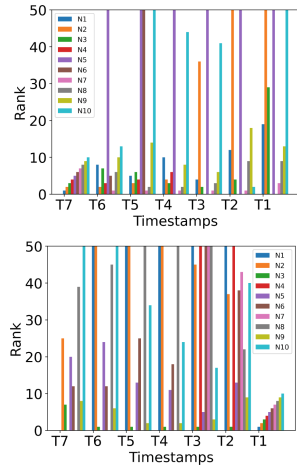 50
40
30
20
10
0
Rank
N1
N2
N3
N4
N5
N6
N7
N8
N9
N10
T7 T6 T5 T4 T3 T2 T1
Timestamps
50
40
30
20
10
0
Rank
N1
N2
N3
N4
N5
N6
N7
N8
N9
N10
T7 T6 T5 T4 T3 T2 T1
Timestamps